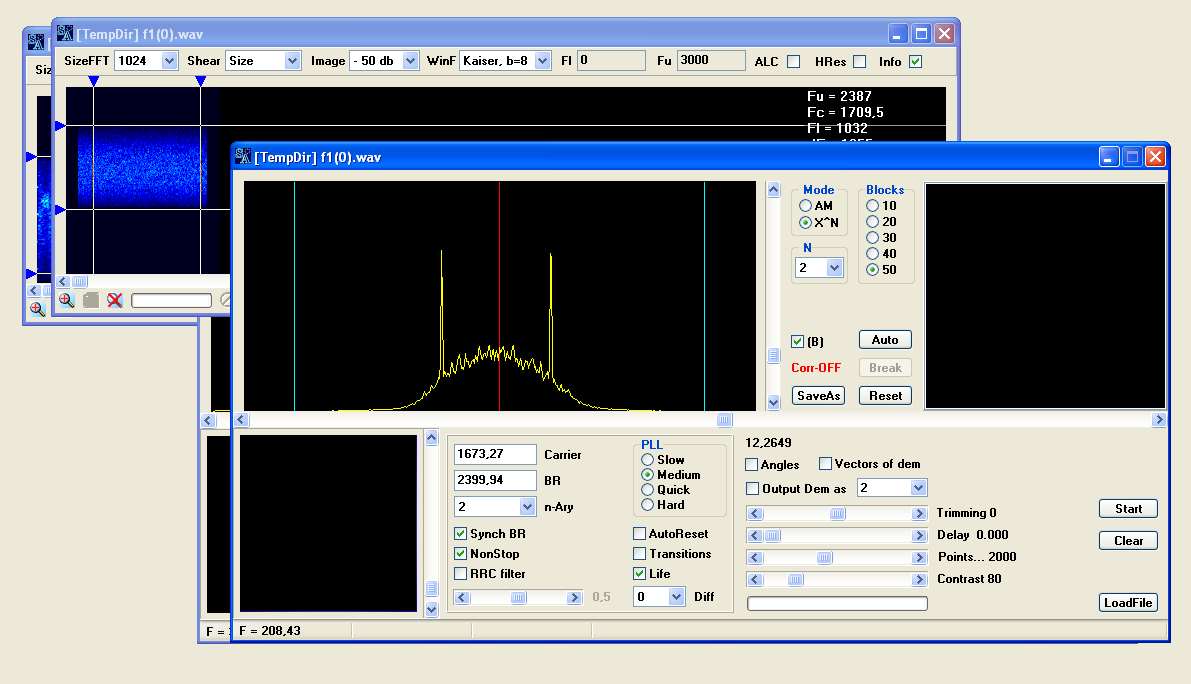 [TempDir] f1(0).wav
SizeFFT 1024 Shear Size Image - 50 db WinF Kaiser, b=8 Fl 0 Fu 3000 ALC HRes Info
Siz
Fu = 2387
Fc = 1709,5
Fl = 1032
[TempDir] f1(0).wav
Mode Blocks
AM 10
X^N 20
30
N 40
2 50
(B) Auto
Corr-OFF Break
SaveAs Reset
1673,27 Carrier
2399,94 BR
2 n-Ary
PLL
Slow
Medium
Quick
Hard
Synch BR AutoReset
NonStop Transitions
RRC filter Life
0,5 0 Diff
12,2649
Angles Vectors of dem
Output Dem as 2
Trimming 0
Delay 0.000
Points... 2000
Contrast 80
Start
Clear
LoadFile
F = F = 208,43